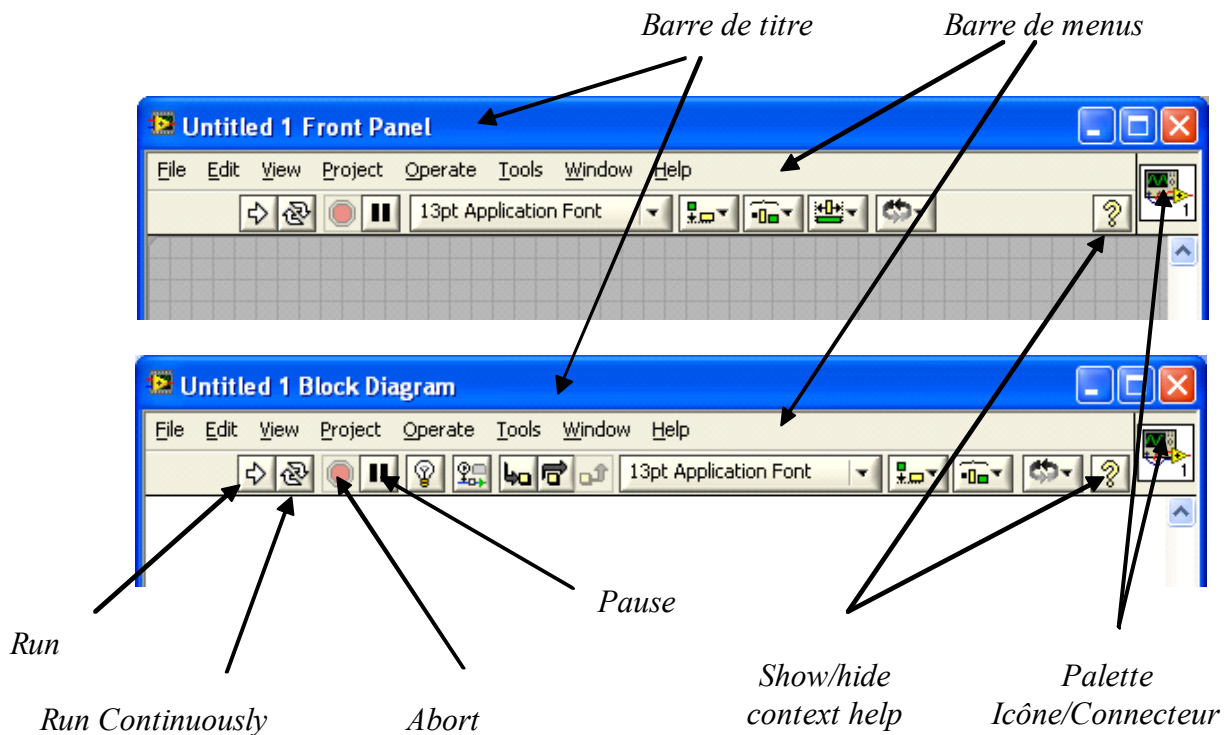 Barre de titre
Barre de menus
Untitled 1 Front Panel
File Edit View Project Operate Tools Window Help
13pt Application Font
?
1
Untitled 1 Block Diagram
File Edit View Project Operate Tools Window Help
13pt Application Font
?
1
Pause
Run
Show/hide
context help
Palette
Icône/Connecteur
Run Continuously
Abort